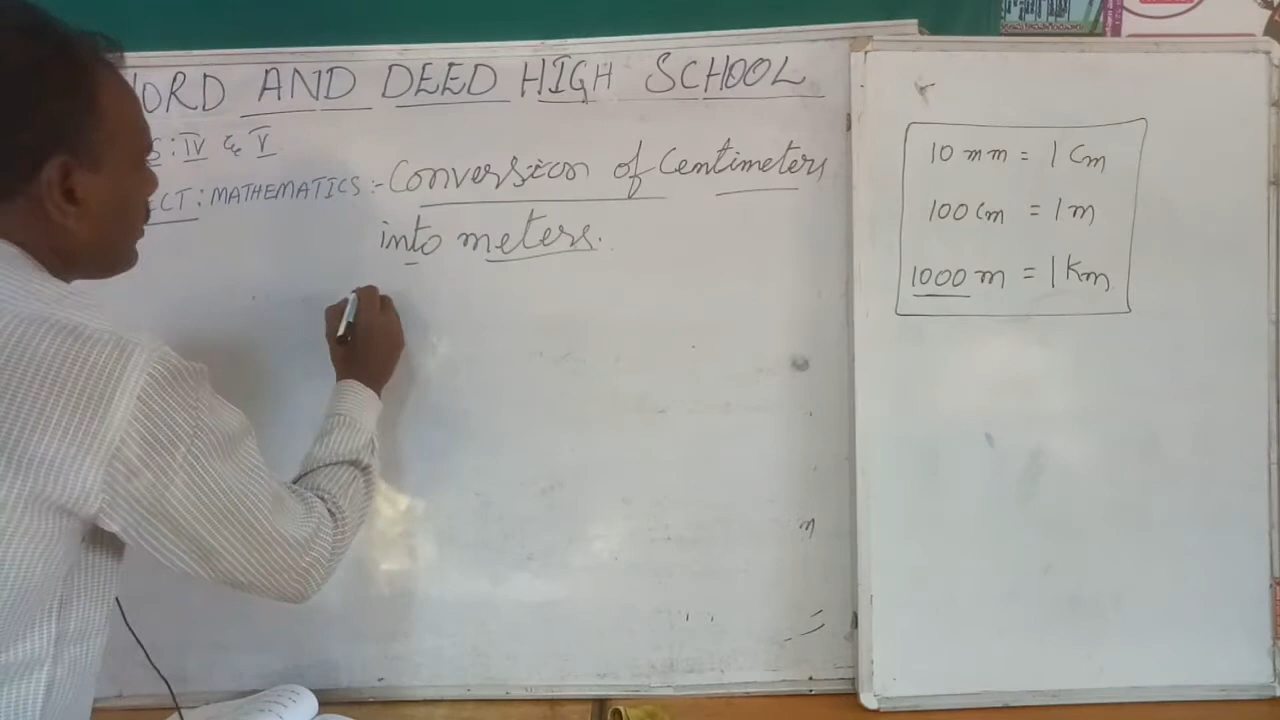 ORD AND DEED HIGH SCHOOL
S : IV & V
ECT : MATHEMATICS :- Conversion of Centimeters
into meters.
10 mm = 1 Cm
100 Cm = 1 m
1000 m = 1 Km